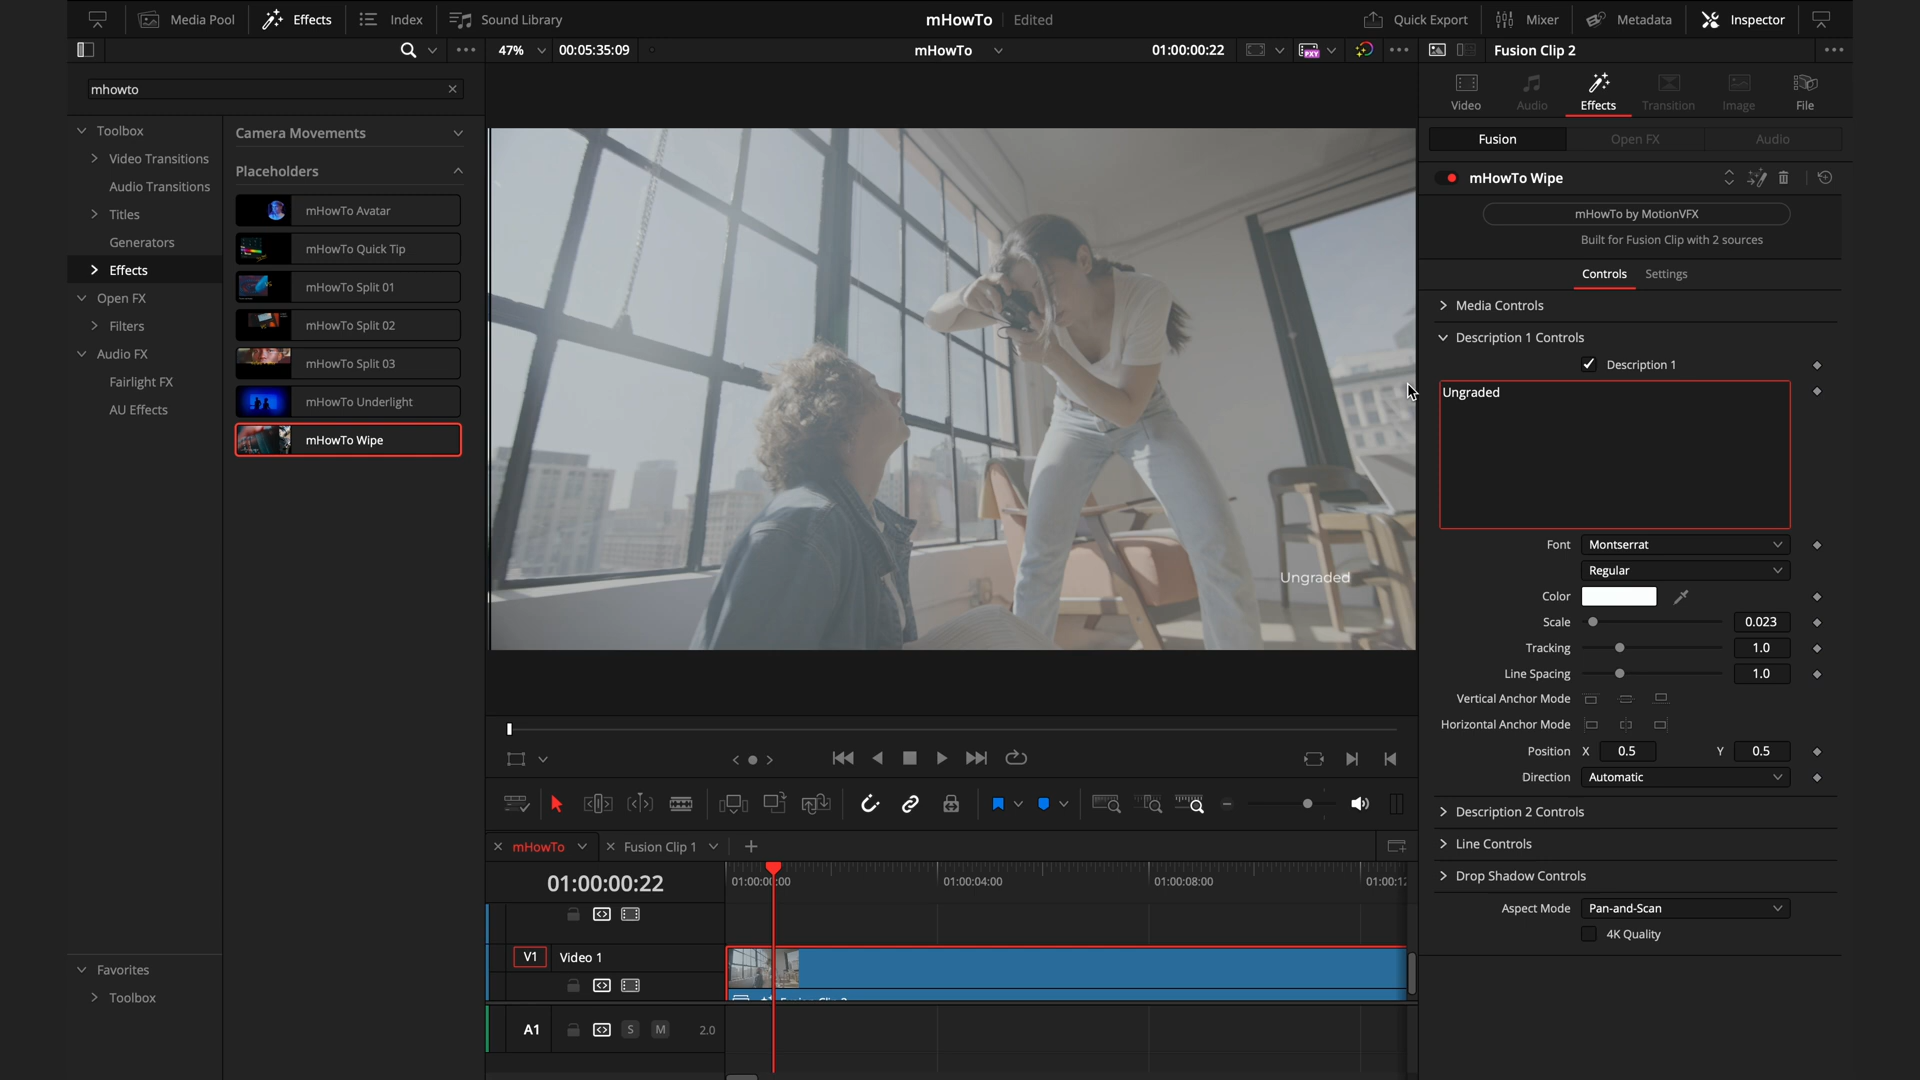 Media Pool
Effects
Index
Sound Library
mHowTo
Edited
Quick Export
Mixer
Metadata
Inspector
47%
00:05:35:09
mHowTo
01:00:00:22
PXY
Fusion Clip 2
mhowto
Toolbox
Video Transitions
Audio Transitions
Titles
Generators
Effects
Open FX
Filters
Audio FX
Fairlight FX
AU Effects
Favorites
Toolbox
Camera Movements
Placeholders
mHowTo Avatar
mHowTo Quick Tip
mHowTo Split 01
mHowTo Split 02
mHowTo Split 03
mHowTo Underlight
mHowTo Wipe
Ungraded
Video
Audio
Effects
Transition
Image
File
Fusion
Open FX
Audio
mHowTo Wipe
mHowTo by MotionVFX
Built for Fusion Clip with 2 sources
Controls
Settings
Media Controls
Description 1 Controls
Description 1
Ungraded
Font
Montserrat
Regular
Color
Scale
0.023
Tracking
1.0
Line Spacing
1.0
Vertical Anchor Mode
Horizontal Anchor Mode
Position X 0.5 Y 0.5
Direction
Automatic
Description 2 Controls
Line Controls
Drop Shadow Controls
Aspect Mode
Pan-and-Scan
4K Quality
mHowTo
Fusion Clip 1
01:00:00:22
01:00:00:00
01:00:04:00
01:00:08:00
V1
Video 1
A1
S
M
2.0